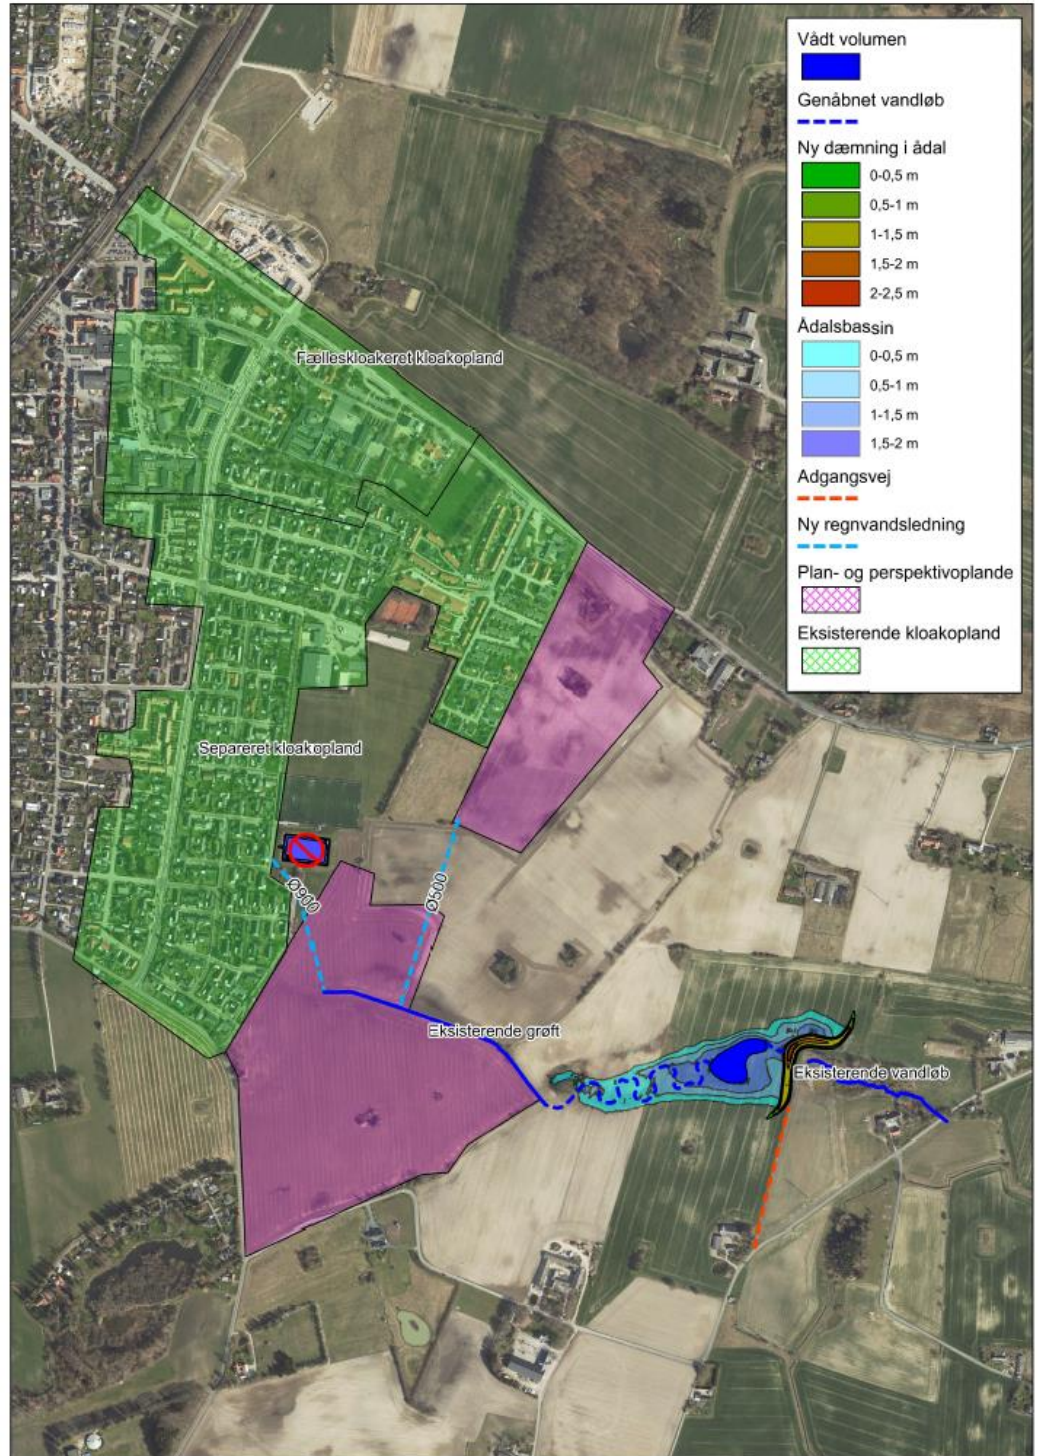 Vådt volumen
Genåbnet vandløb
Ny dæmning i ådal
0-0,5 m
0,5-1 m
1-1,5 m
1,5-2 m
2-2,5 m
Ådalsbassin
0-0,5 m
0,5-1 m
1-1,5 m
1,5-2 m
Adgangsvej
Ny regnvandsledning
Plan- og perspektivoplande
Eksisterende kloakopland
Fælleskloakeret kloakopland
Separeret kloakopland
Ø900
Ø500
Eksisterende grøft
Eksisterende vandløb